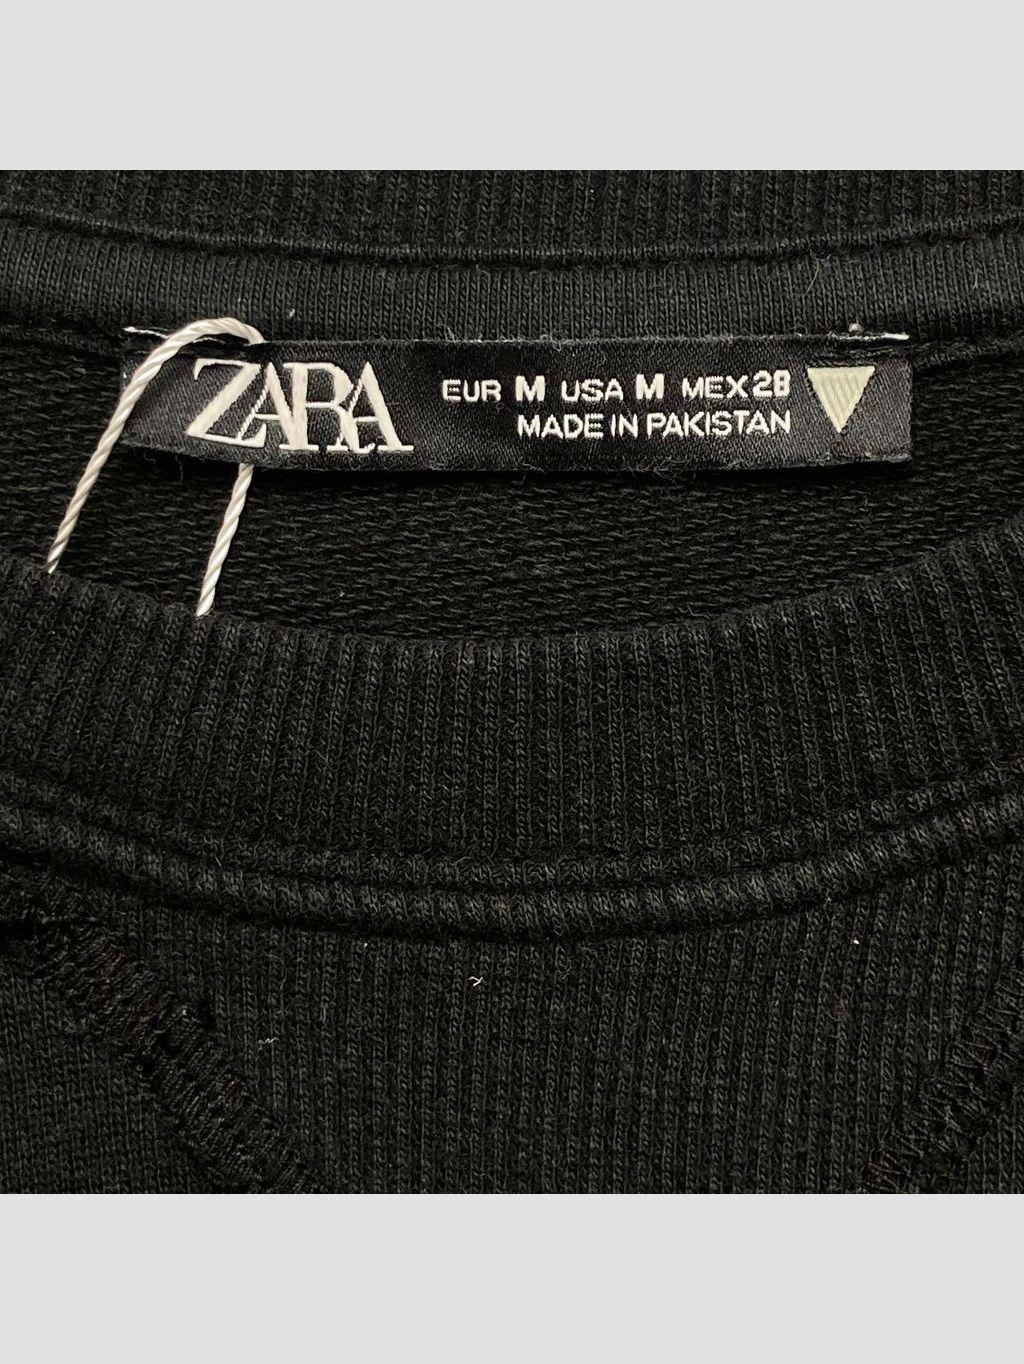 ZARA
EUR M USA M MEX 28
MADE IN PAKISTAN